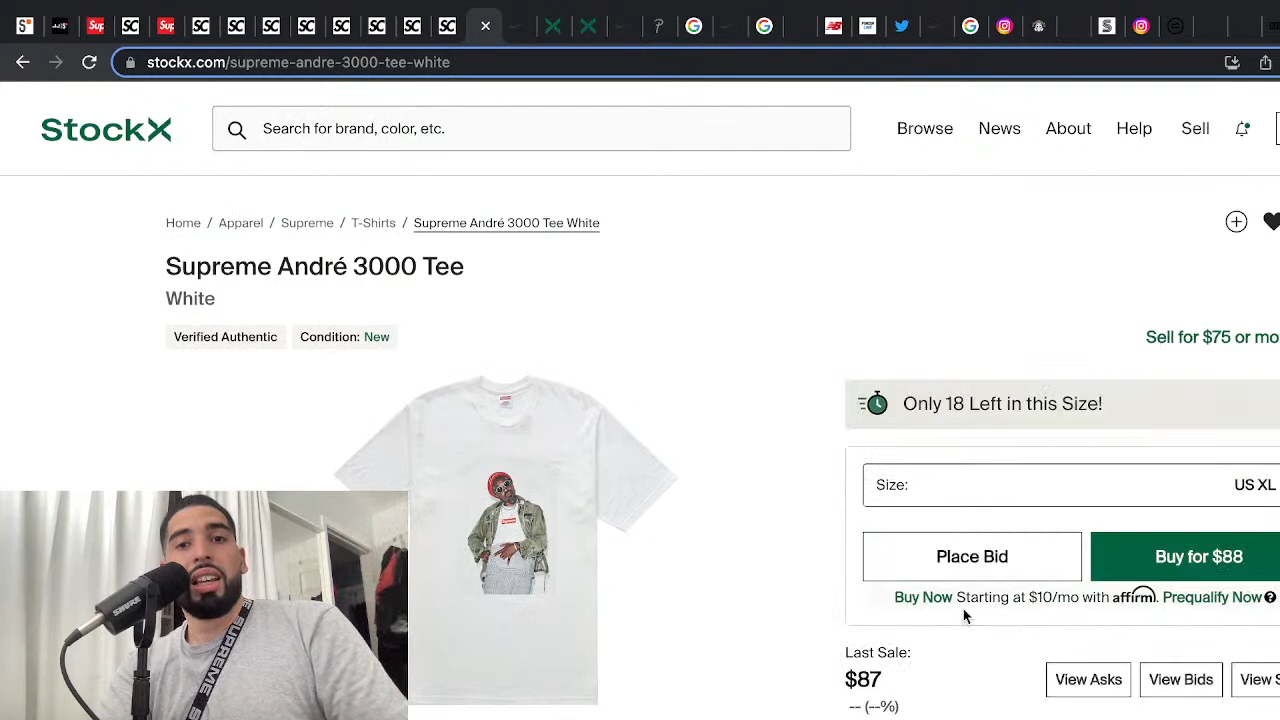 stockx.com/supreme-andre-3000-tee-white
StockX
Search for brand, color, etc.
Browse
News
About
Help
Sell
Home / Apparel / Supreme / T-Shirts / Supreme André 3000 Tee White
Supreme André 3000 Tee
White
Verified Authentic
Condition: New
Sell for $75 or mo
Only 18 Left in this Size!
Size:
US XL
Place Bid
Buy for $88
Buy Now Starting at $10/mo with affirm. Prequalify Now
Last Sale:
$87
-- (--%)
View Asks
View Bids
View S
SHURE
SUPREME